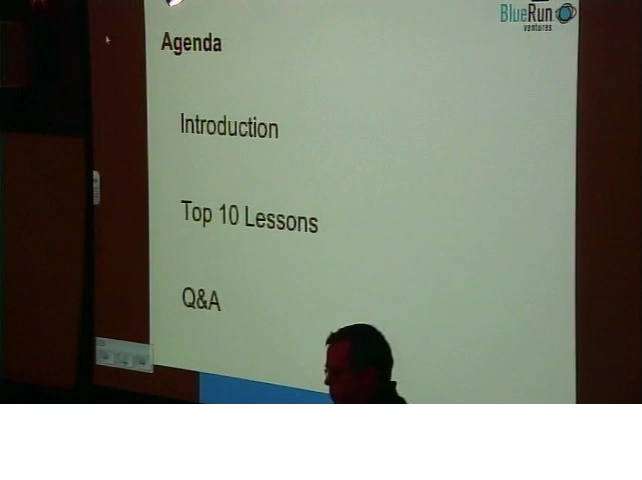 BlueRun
ventures
Agenda
Introduction
Top 10 Lessons
Q&A